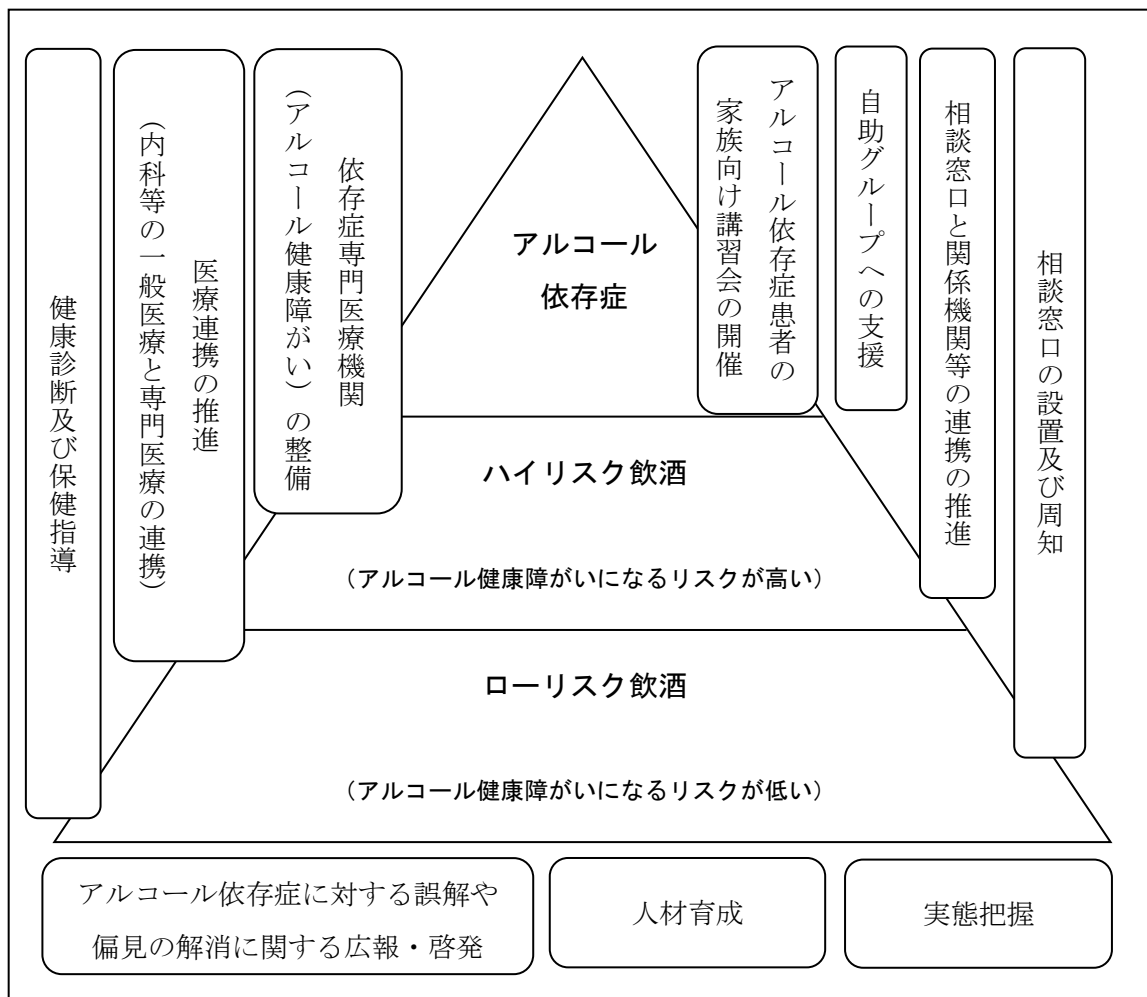 健康診断及び保健指導
医療連携の推進
（内科等の一般医療と専門医療の連携）
依存症専門医療機関
（アルコール健康障がい）の整備
アルコール
依存症
アルコール依存症患者の
家族向け講習会の開催
自助グループへの支援
相談窓口と関係機関等の連携の推進
相談窓口の設置及び周知
ハイリスク飲酒
（アルコール健康障がいになるリスクが高い）
ローリスク飲酒
（アルコール健康障がいになるリスクが低い）
アルコール依存症に対する誤解や
偏見の解消に関する広報・啓発
人材育成
実態把握